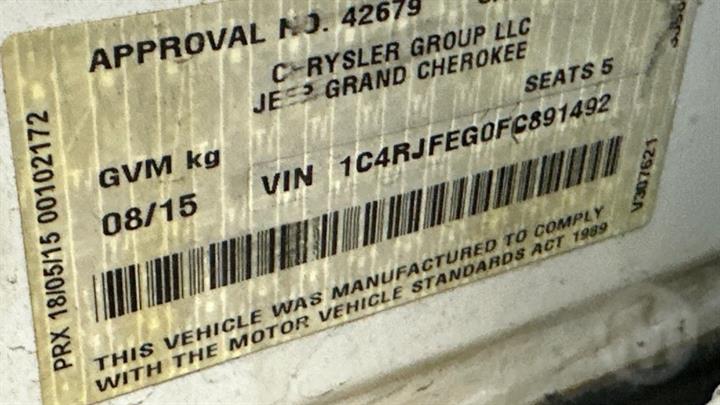 APPROVAL NO. 42679
CHRYSLER GROUP LLC
JEEP GRAND CHEROKEE
SEATS 5
GVM kg
VIN 1C4RJFEG0FC891492
08/15
THIS VEHICLE WAS MANUFACTURED TO COMPLY
WITH THE MOTOR VEHICLE STANDARDS ACT 1989
PRX 18/05/15 00102172
V307621